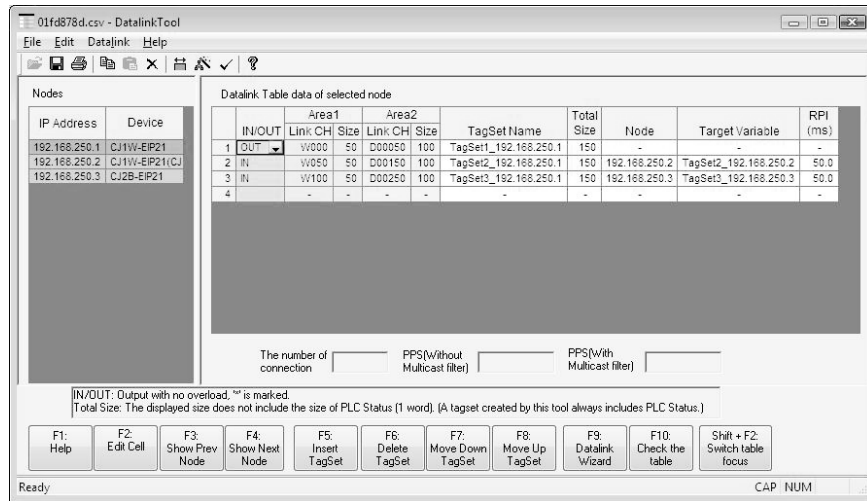 01fd878d.csv - DatalinkTool
File Edit Datalink Help
Nodes
IP Address Device
192.168.250.1 CJ1W-EIP21
192.168.250.2 CJ1W-EIP21(CJ
192.168.250.3 CJ2B-EIP21
Datalink Table data of selected node
Area1 Area2 Total RPI
IN/OUT Link CH Size Link CH Size TagSet Name Size Node Target Variable (ms)
1 OUT W000 50 D00050 100 TagSet1_192.168.250.1 150 - - -
2 IN W050 50 D00150 100 TagSet2_192.168.250.1 150 192.168.250.2 TagSet2_192.168.250.2 50.0
3 IN W100 50 D00250 100 TagSet3_192.168.250.1 150 192.168.250.3 TagSet3_192.168.250.3 50.0
4 - - - - - - - - -
The number of connection
PPS(Without Multicast filter)
PPS(With Multicast filter)
IN/OUT: Output with no overload, '*' is marked.
Total Size: The displayed size does not include the size of PLC Status (1 word). (A tagset created by this tool always includes PLC Status.)
F1: Help
F2: Edit Cell
F3: Show Prev Node
F4: Show Next Node
F5: Insert TagSet
F6: Delete TagSet
F7: Move Down TagSet
F8: Move Up TagSet
F9: Datalink Wizard
F10: Check the table
Shift + F2: Switch table focus
Ready CAP NUM